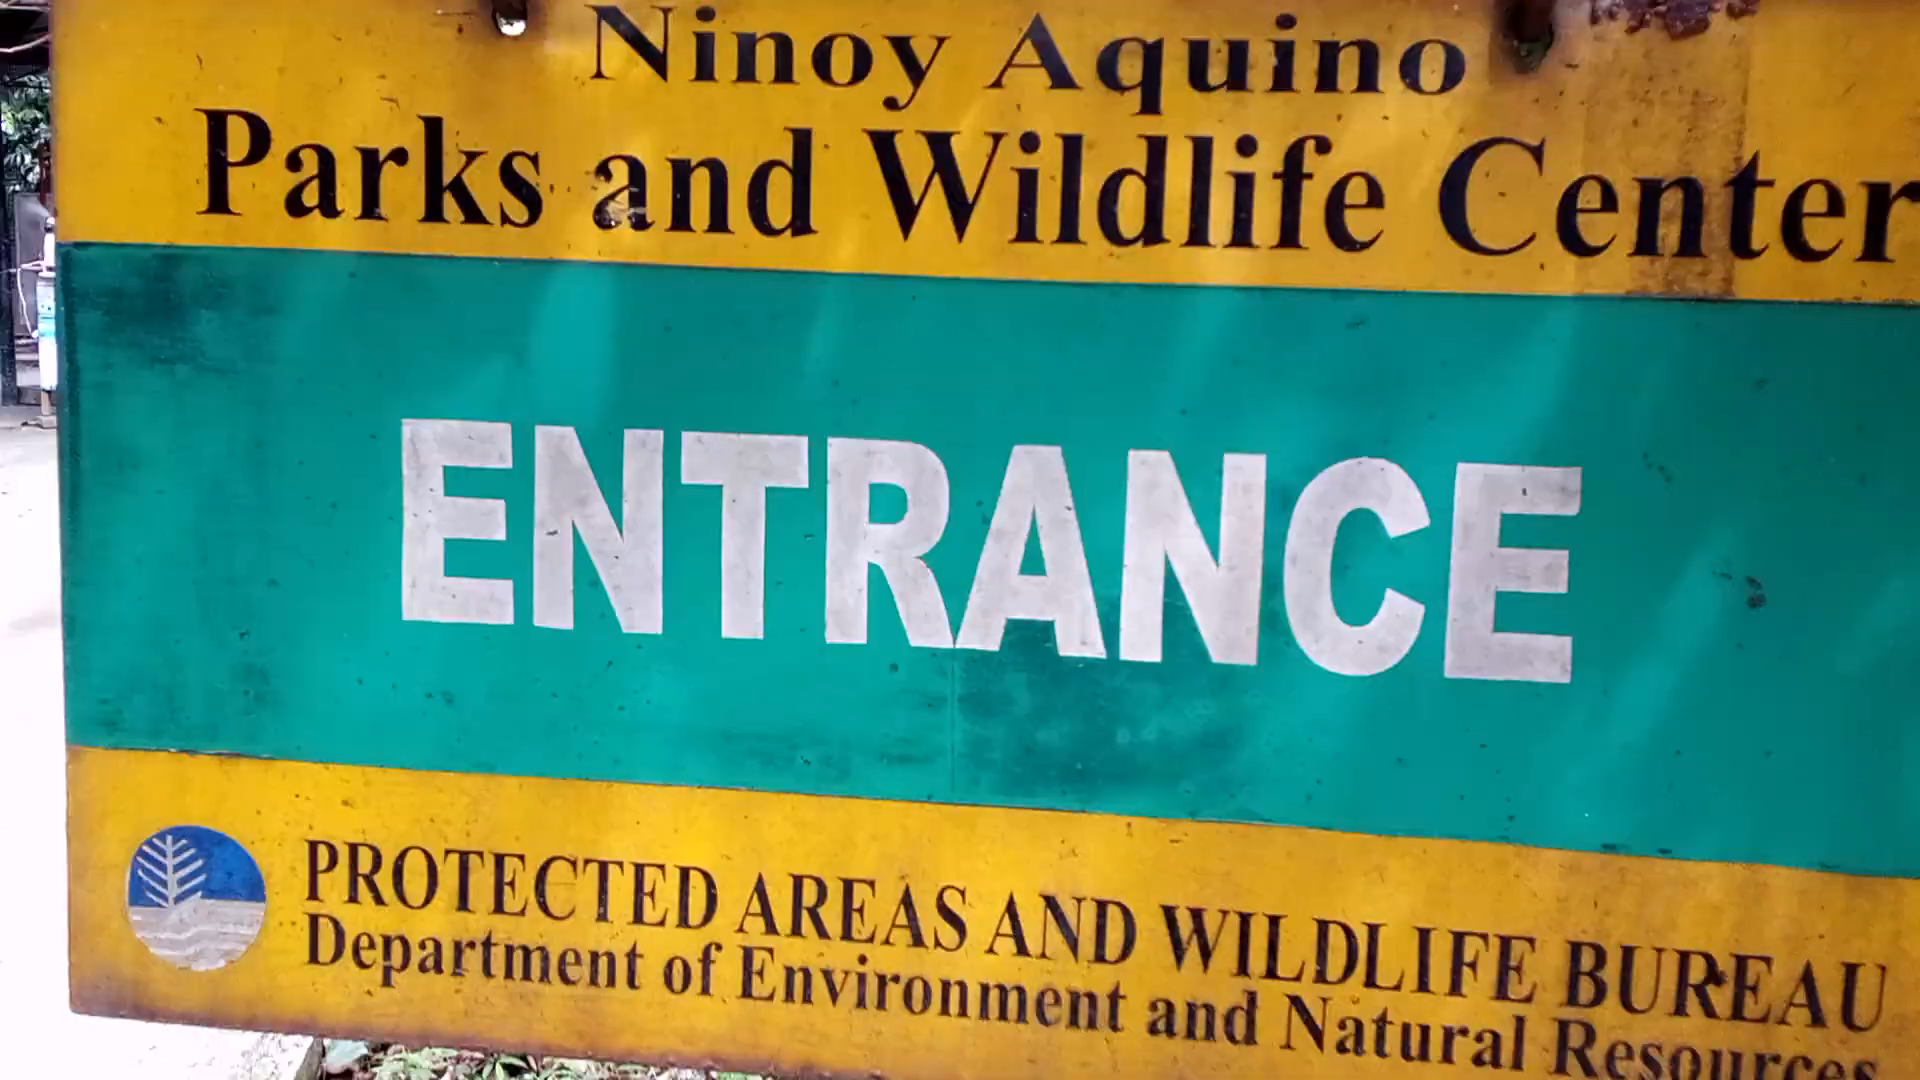 Ninoy Aquino
Parks and Wildlife Center
ENTRANCE
PROTECTED AREAS AND WILDLIFE BUREAU
Department of Environment and Natural Resources